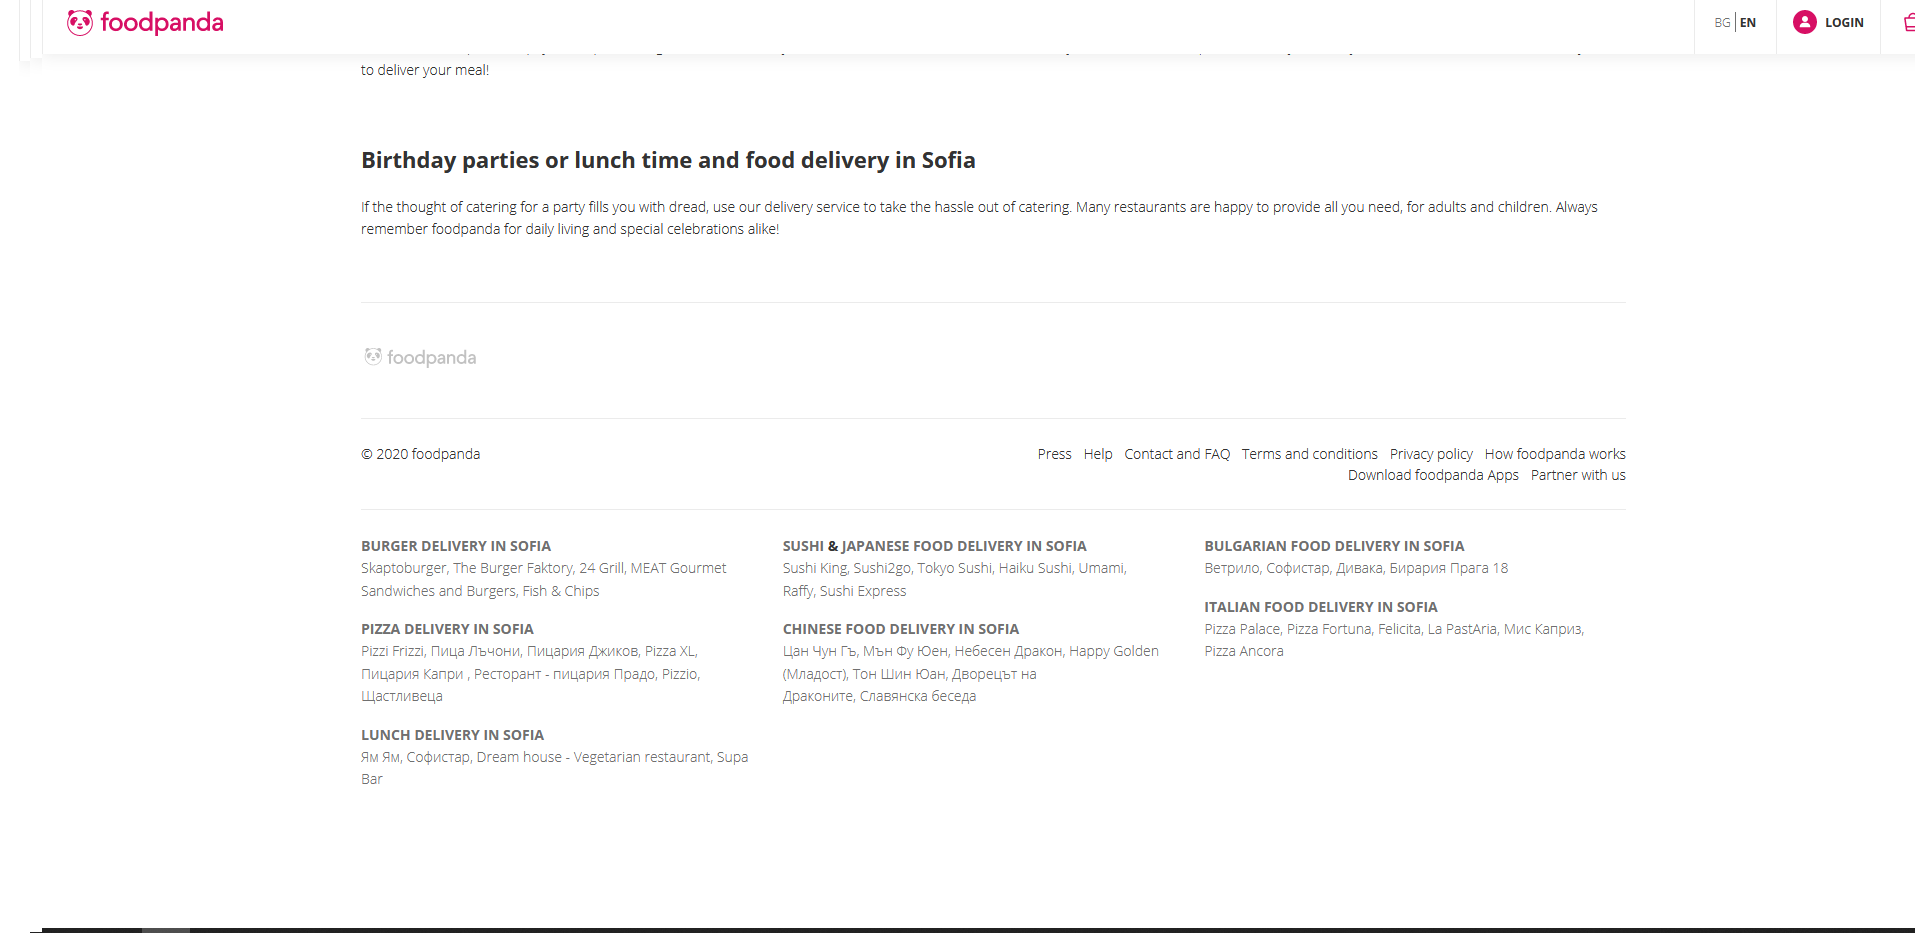 foodpanda
BG EN
LOGIN
to deliver your meal!
Birthday parties or lunch time and food delivery in Sofia
If the thought of catering for a party fills you with dread, use our delivery service to take the hassle out of catering. Many restaurants are happy to provide all you need, for adults and children. Always
remember foodpanda for daily living and special celebrations alike!
foodpanda
© 2020 foodpanda
Press Help Contact and FAQ Terms and conditions Privacy policy How foodpanda works
Download foodpanda Apps Partner with us
BURGER DELIVERY IN SOFIA
Skaptoburger, The Burger Faktory, 24 Grill, MEAT Gourmet
Sandwiches and Burgers, Fish & Chips
PIZZA DELIVERY IN SOFIA
Pizzi Frizzi, Пица Лъчони, Пицария Джиков, Pizza XL,
Пицария Капри , Ресторант - пицария Прадо, Pizzio,
Щастливеца
LUNCH DELIVERY IN SOFIA
Ям Ям, Софистар, Dream house - Vegetarian restaurant, Supa
Bar
SUSHI & JAPANESE FOOD DELIVERY IN SOFIA
Sushi King, Sushi2go, Tokyo Sushi, Haiku Sushi, Umami,
Raffy, Sushi Express
CHINESE FOOD DELIVERY IN SOFIA
Цан Чун Гъ, Мън Фу Юен, Небесен Дракон, Happy Golden
(Младост), Тон Шин Юан, Дворецът на
Драконите, Славянска беседа
BULGARIAN FOOD DELIVERY IN SOFIA
Ветрило, Софистар, Дивака, Бирария Прага 18
ITALIAN FOOD DELIVERY IN SOFIA
Pizza Palace, Pizza Fortuna, Felicita, La PastAria, Мис Каприз,
Pizza Ancora